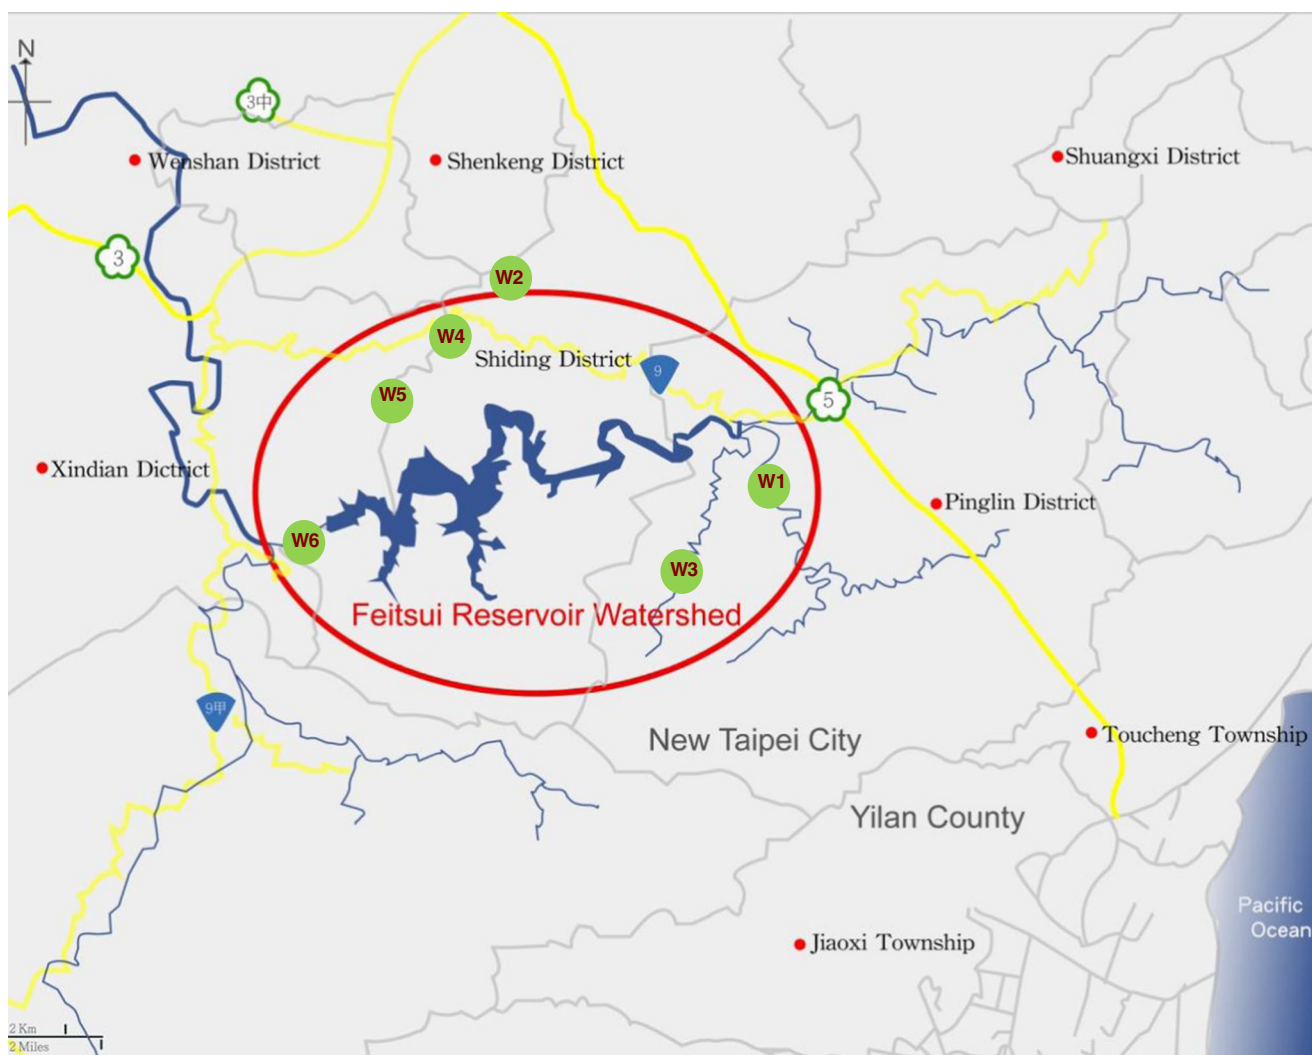 N
3中
Wenshan District
Shenkeng District
Shuangxi District
3
W2
W4
Shiding District
9
W5
5
Xindian Dictrict
W1
Pinglin District
W6
W3
Feitsui Reservoir Watershed
9甲
New Taipei City
Toucheng Township
Yilan County
Pacific
Ocean
Jiaoxi Township
2 Km
2 Miles